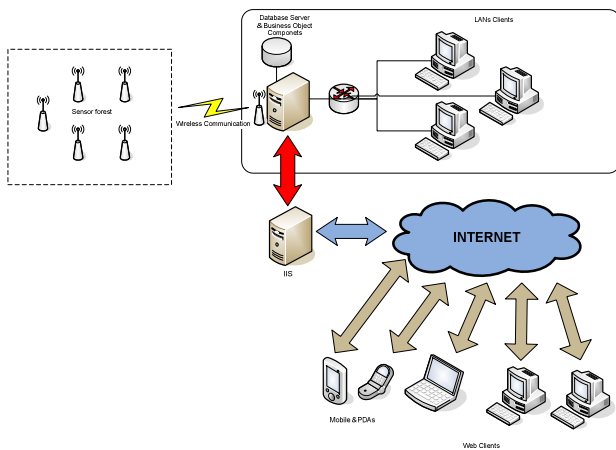 Database Server
& Business Object
Componets
LANs Clients
Sensor forest
Wireless Communication
IIS
INTERNET
Mobile & PDAs
Web Clients